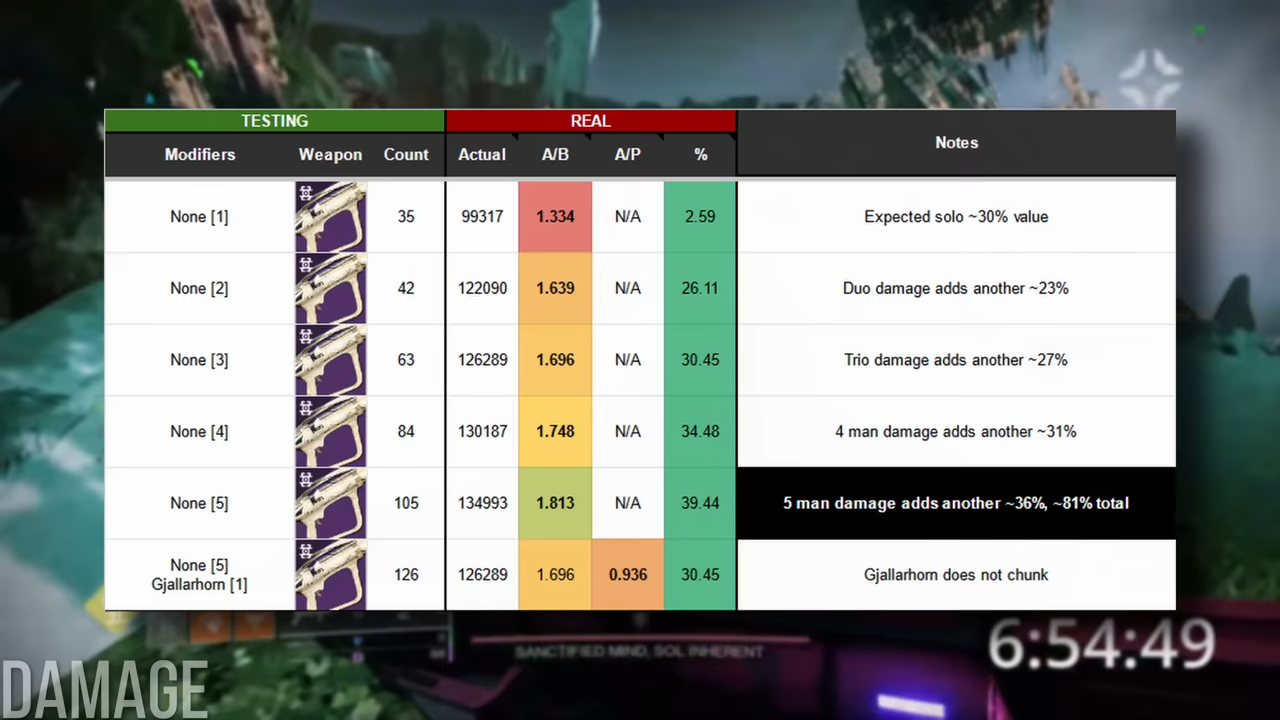 TESTING REAL Notes
Modifiers Weapon Count Actual A/B A/P %
None [1] 35 99317 1.334 N/A 2.59 Expected solo ~30% value
None [2] 42 122090 1.639 N/A 26.11 Duo damage adds another ~23%
None [3] 63 126289 1.696 N/A 30.45 Trio damage adds another ~27%
None [4] 84 130187 1.748 N/A 34.48 4 man damage adds another ~31%
None [5] 105 134993 1.813 N/A 39.44 5 man damage adds another ~36%, ~81% total
None [5]
Gjallarhorn [1] 126 126289 1.696 0.936 30.45 Gjallarhorn does not chunk
SANCTIFIED MIND, SOL INHERENT
6:54:49
DAMAGE